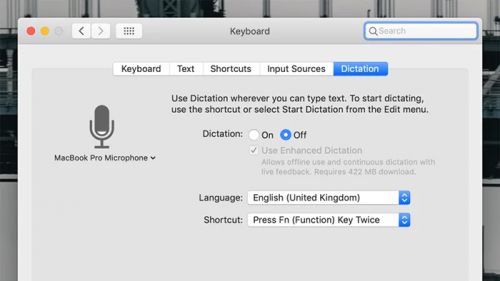 Keyboard
Search
Keyboard Text Shortcuts Input Sources Dictation
Use Dictation wherever you can type text. To start dictating,
use the shortcut or select Start Dictation from the Edit menu.
Dictation: On Off
Use Enhanced Dictation
Allows offline use and continuous dictation with
live feedback. Requires 422 MB download.
MacBook Pro Microphone
Language: English (United Kingdom)
Shortcut: Press Fn (Function) Key Twice